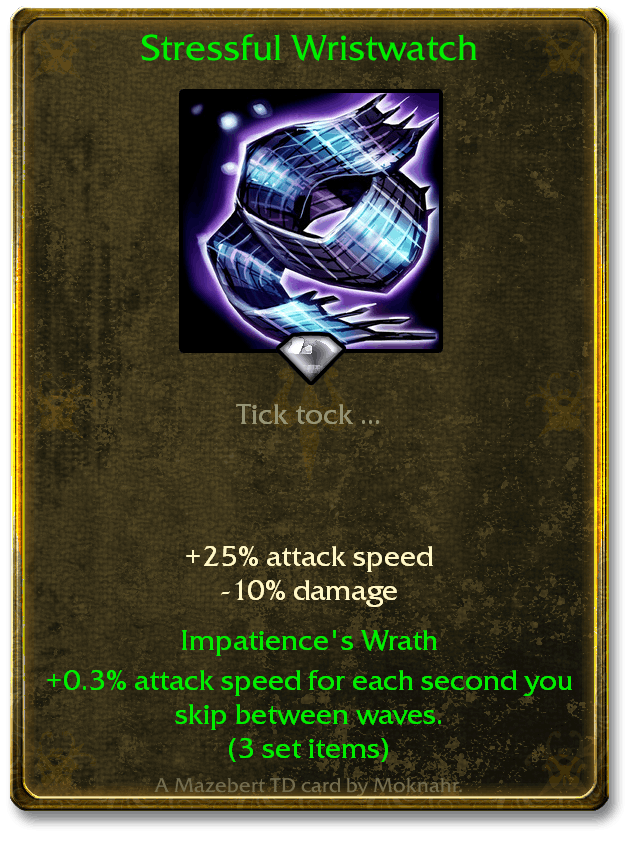 Stressful Wristwatch
Tick tock ...
+25% attack speed
-10% damage
Impatience's Wrath
+0.3% attack speed for each second you
skip between waves.
(3 set items)
A Mazebert TD card by Moknahr.